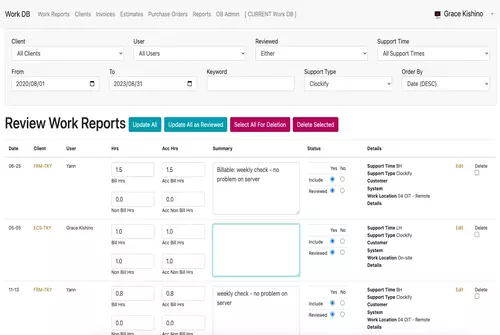 Work DB Work Reports Clients Invoices Estimates Purchase Orders Reports DB Admin [ CURRENT Work DB ] Grace Kishino
Client User Reviewed Support Time
All Clients All Users Either All Support Times
From To Keyword Support Type Order By
2020/08/01 2023/08/31 Clockify Date (DESC)
Review Work Reports Update All Update All as Reviewed Select All For Deletion Delete Selected
Date Client User Hrs Acc Hrs Summary Status Details
06-25 FRM-TKY Yann 1.5 1.5 Billable: weekly check - no problem on server Yes No Support Time BH Edit Delete
Bill Hrs Acc Bill Hrs Include Support Type Clockify
Reviewed Customer
System
0.0 0.0 Work Location 04 OIT - Remote
Non Bill Hrs Acc Non Bill Hrs Details
05-05 ECS-TKY Grace Kishino 1.0 1.0 Yes No Support Time LH Edit Delete
Bill Hrs Acc Bill Hrs Include Support Type Clockify
Reviewed Customer
System
1.0 1.0 Work Location On-site
Non Bill Hrs Acc Non Bill Hrs Details
11-13 FRM-TKY Yann 0.8 0.8 weekly check - no problem on server Yes No Support Time BH Edit Delete
Bill Hrs Acc Bill Hrs Include Support Type Clockify
Reviewed Customer
System
0.0 0.0 Work Location 04 OIT - Remote
Non Bill Hrs Acc Non Bill Hrs Details